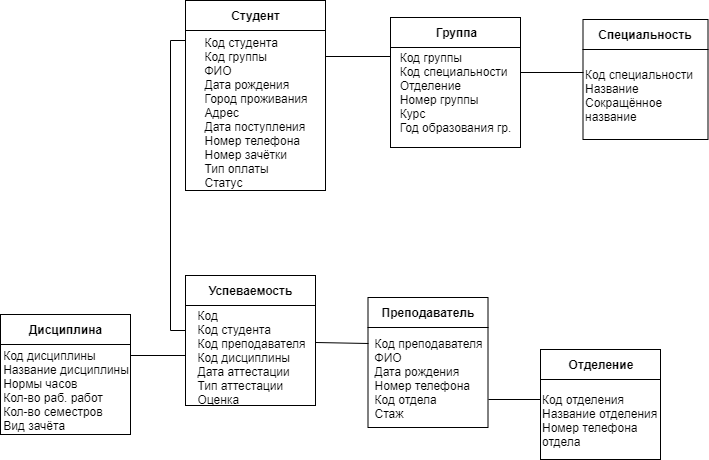 Студент
Код студента
Код группы
ФИО
Дата рождения
Город проживания
Адрес
Дата поступления
Номер телефона
Номер зачётки
Тип оплаты
Статус
Группа
Код группы
Код специальности
Отделение
Номер группы
Курс
Год образования гр.
Специальность
Код специальности
Название
Сокращённое
название
Дисциплина
Код дисциплины
Название дисциплины
Нормы часов
Кол-во раб. работ
Кол-во семестров
Вид зачёта
Успеваемость
Код
Код студента
Код преподавателя
Код дисциплины
Дата аттестации
Тип аттестации
Оценка
Преподаватель
Код преподавателя
ФИО
Дата рождения
Номер телефона
Код отдела
Стаж
Отделение
Код отделения
Название отделения
Номер телефона
отдела